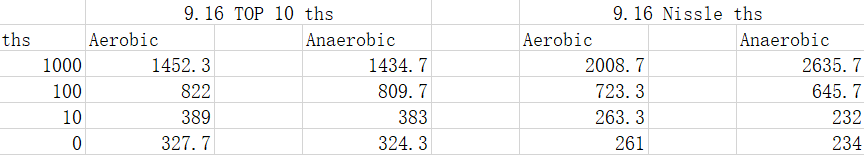 9.16 TOP 10 ths 9.16 Nissle ths
ths Aerobic Anaerobic Aerobic Anaerobic
1000 1452.3 1434.7 2008.7 2635.7
100 822 809.7 723.3 645.7
10 389 383 263.3 232
0 327.7 324.3 261 234